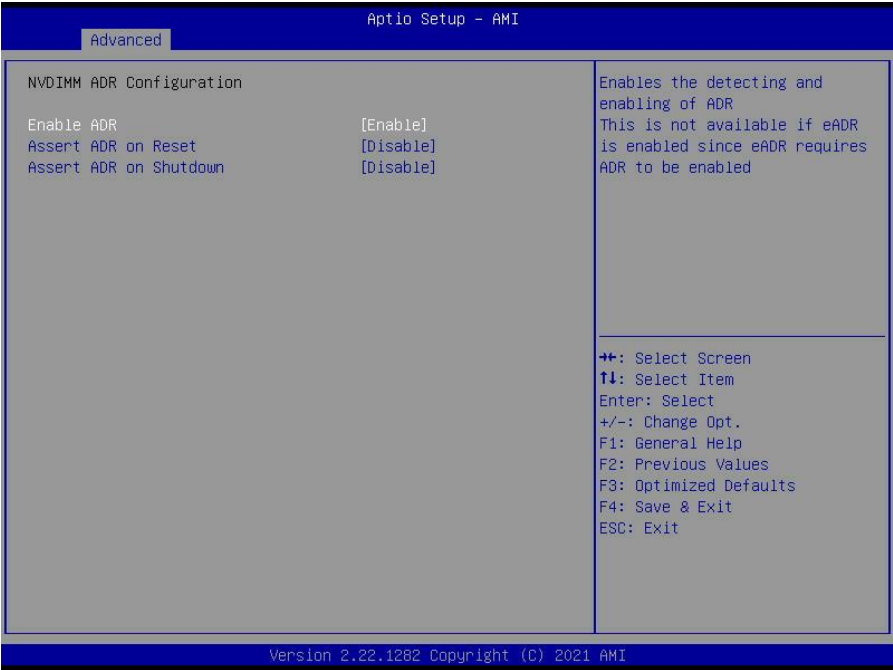 Aptio Setup - AMI
Advanced
NVDIMM ADR Configuration
Enable ADR [Enable]
Assert ADR on Reset [Disable]
Assert ADR on Shutdown [Disable]
Enables the detecting and
enabling of ADR
This is not available if eADR
is enabled since eADR requires
ADR to be enabled
→←: Select Screen
↑↓: Select Item
Enter: Select
+/-: Change Opt.
F1: General Help
F2: Previous Values
F3: Optimized Defaults
F4: Save & Exit
ESC: Exit
Version 2.22.1282 Copyright (C) 2021 AMI